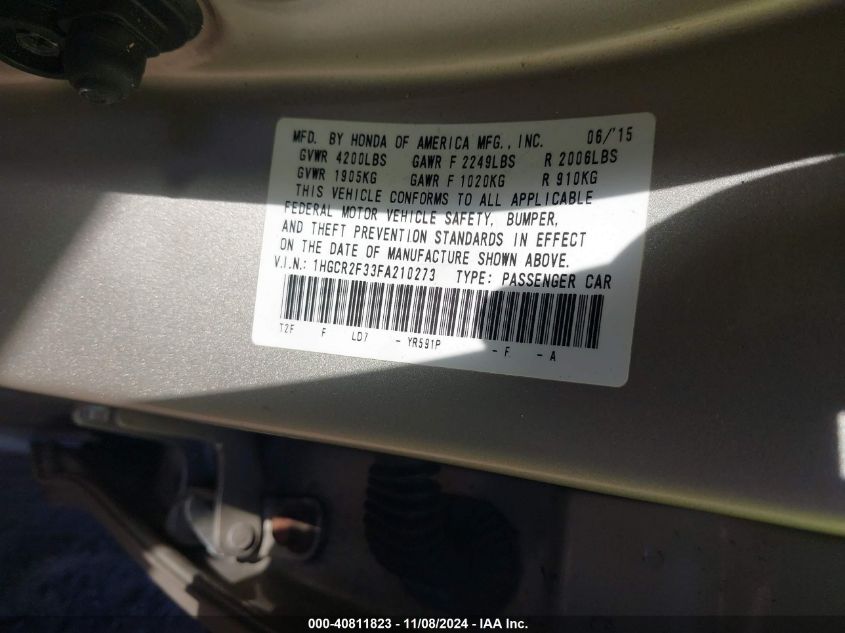 MFD. BY HONDA OF AMERICA MFG., INC. 06/'15
GVWR 4200LBS GAWR F 2249LBS R 2006LBS
GVWR 1905KG GAWR F 1020KG R 910KG
THIS VEHICLE CONFORMS TO ALL APPLICABLE
FEDERAL MOTOR VEHICLE SAFETY, BUMPER,
AND THEFT PREVENTION STANDARDS IN EFFECT
ON THE DATE OF MANUFACTURE SHOWN ABOVE.
V.I.N.: 1HGCR2F33FA210273 TYPE: PASSENGER CAR
T2F F LD7 - YR591P - F - A
000-40811823 - 11/08/2024 - IAA Inc.